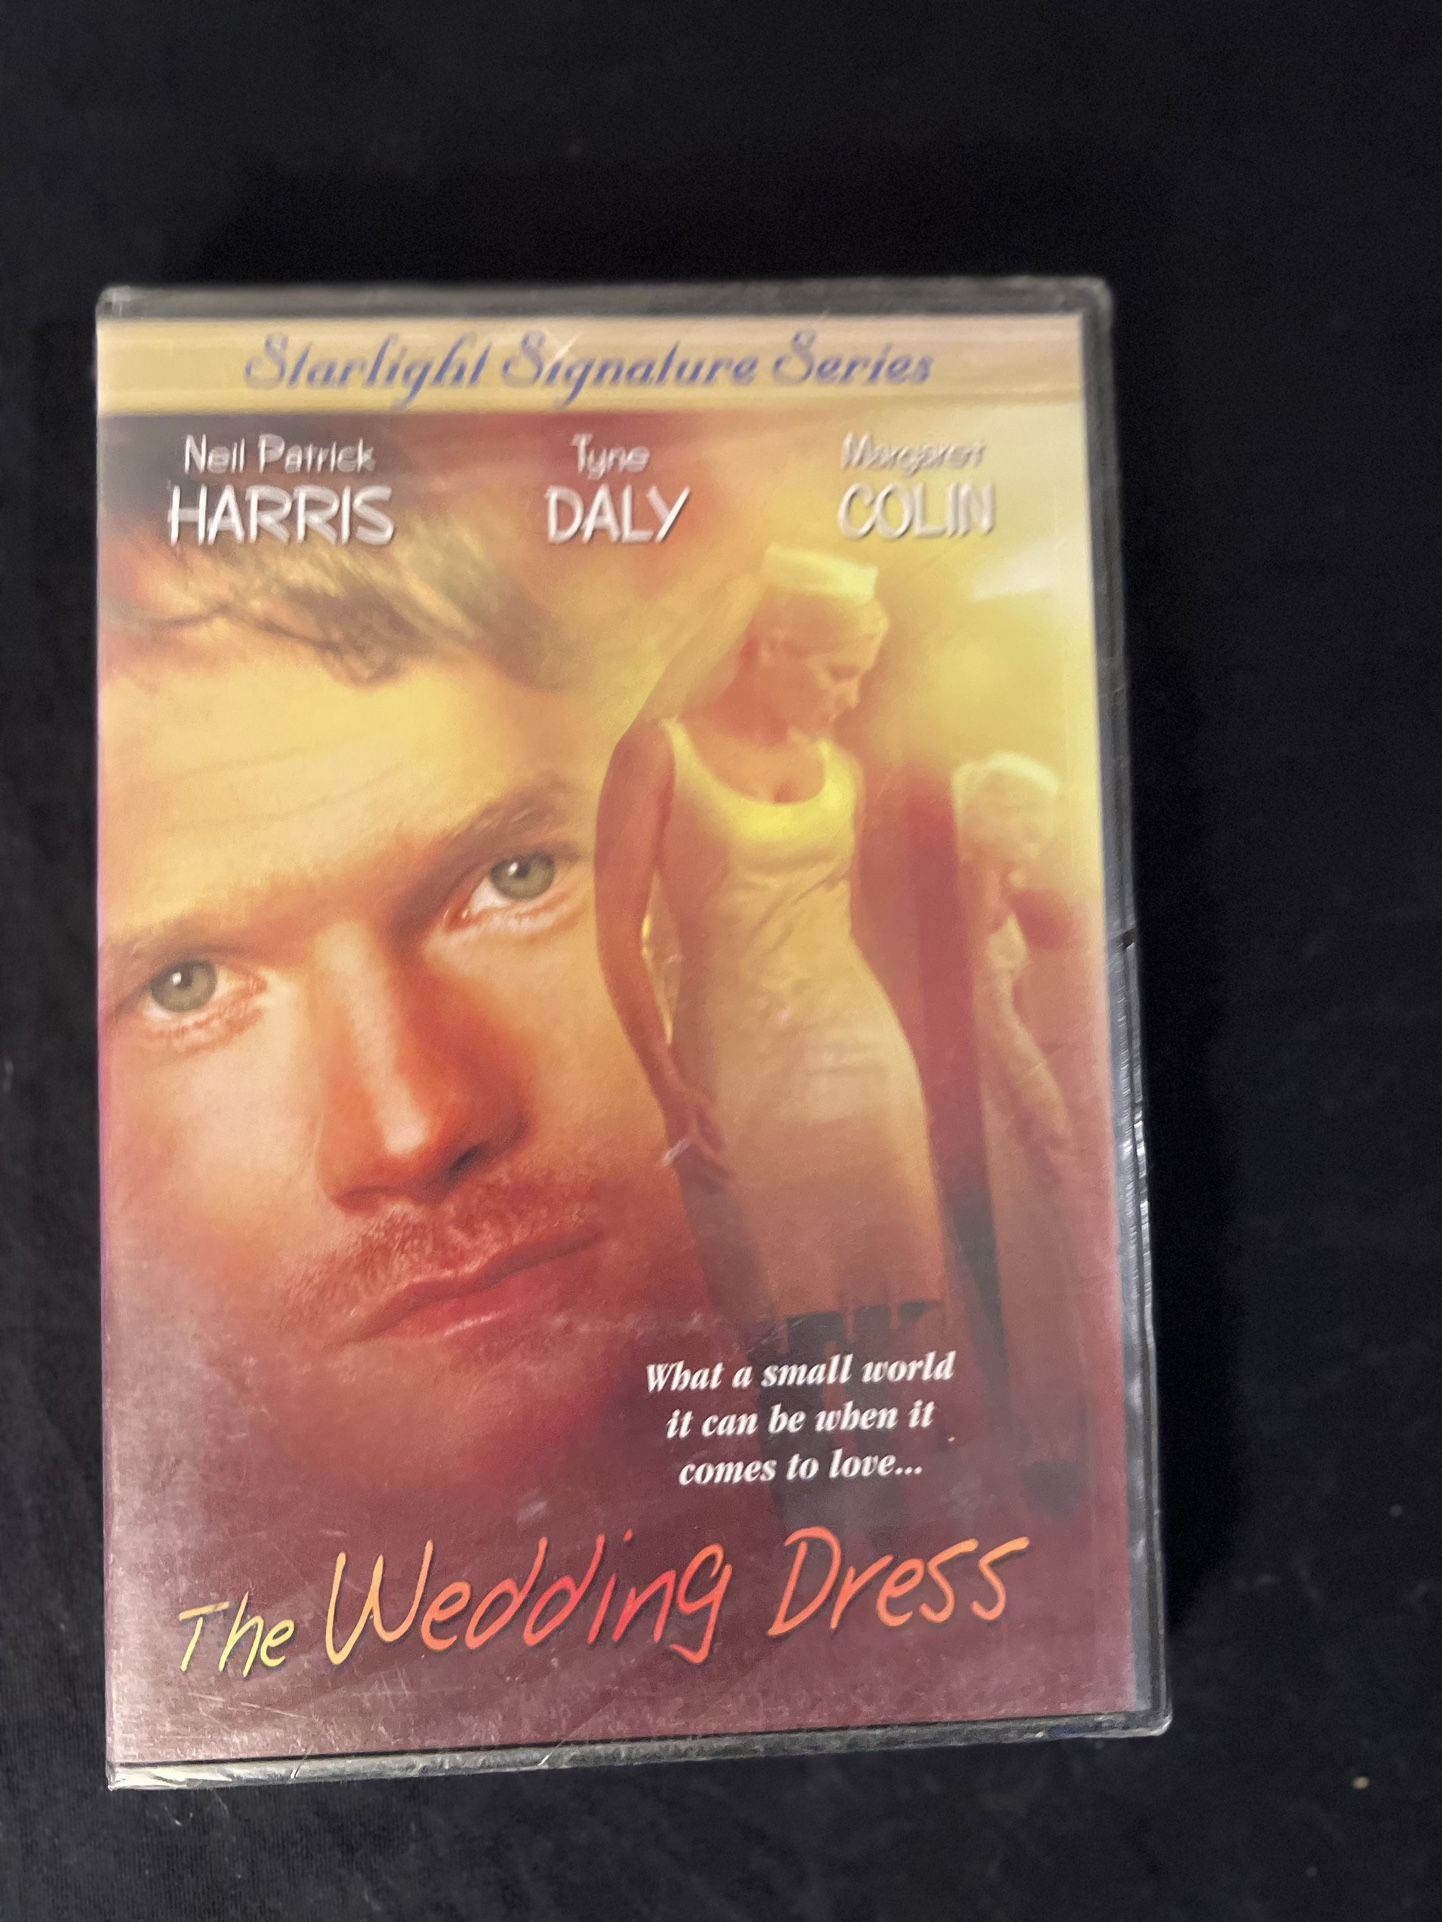 Starlight Signature Series
Neil Patrick HARRIS
Tyne DALY
Margaret COLIN
What a small world
it can be when it
comes to love...
The Wedding Dress